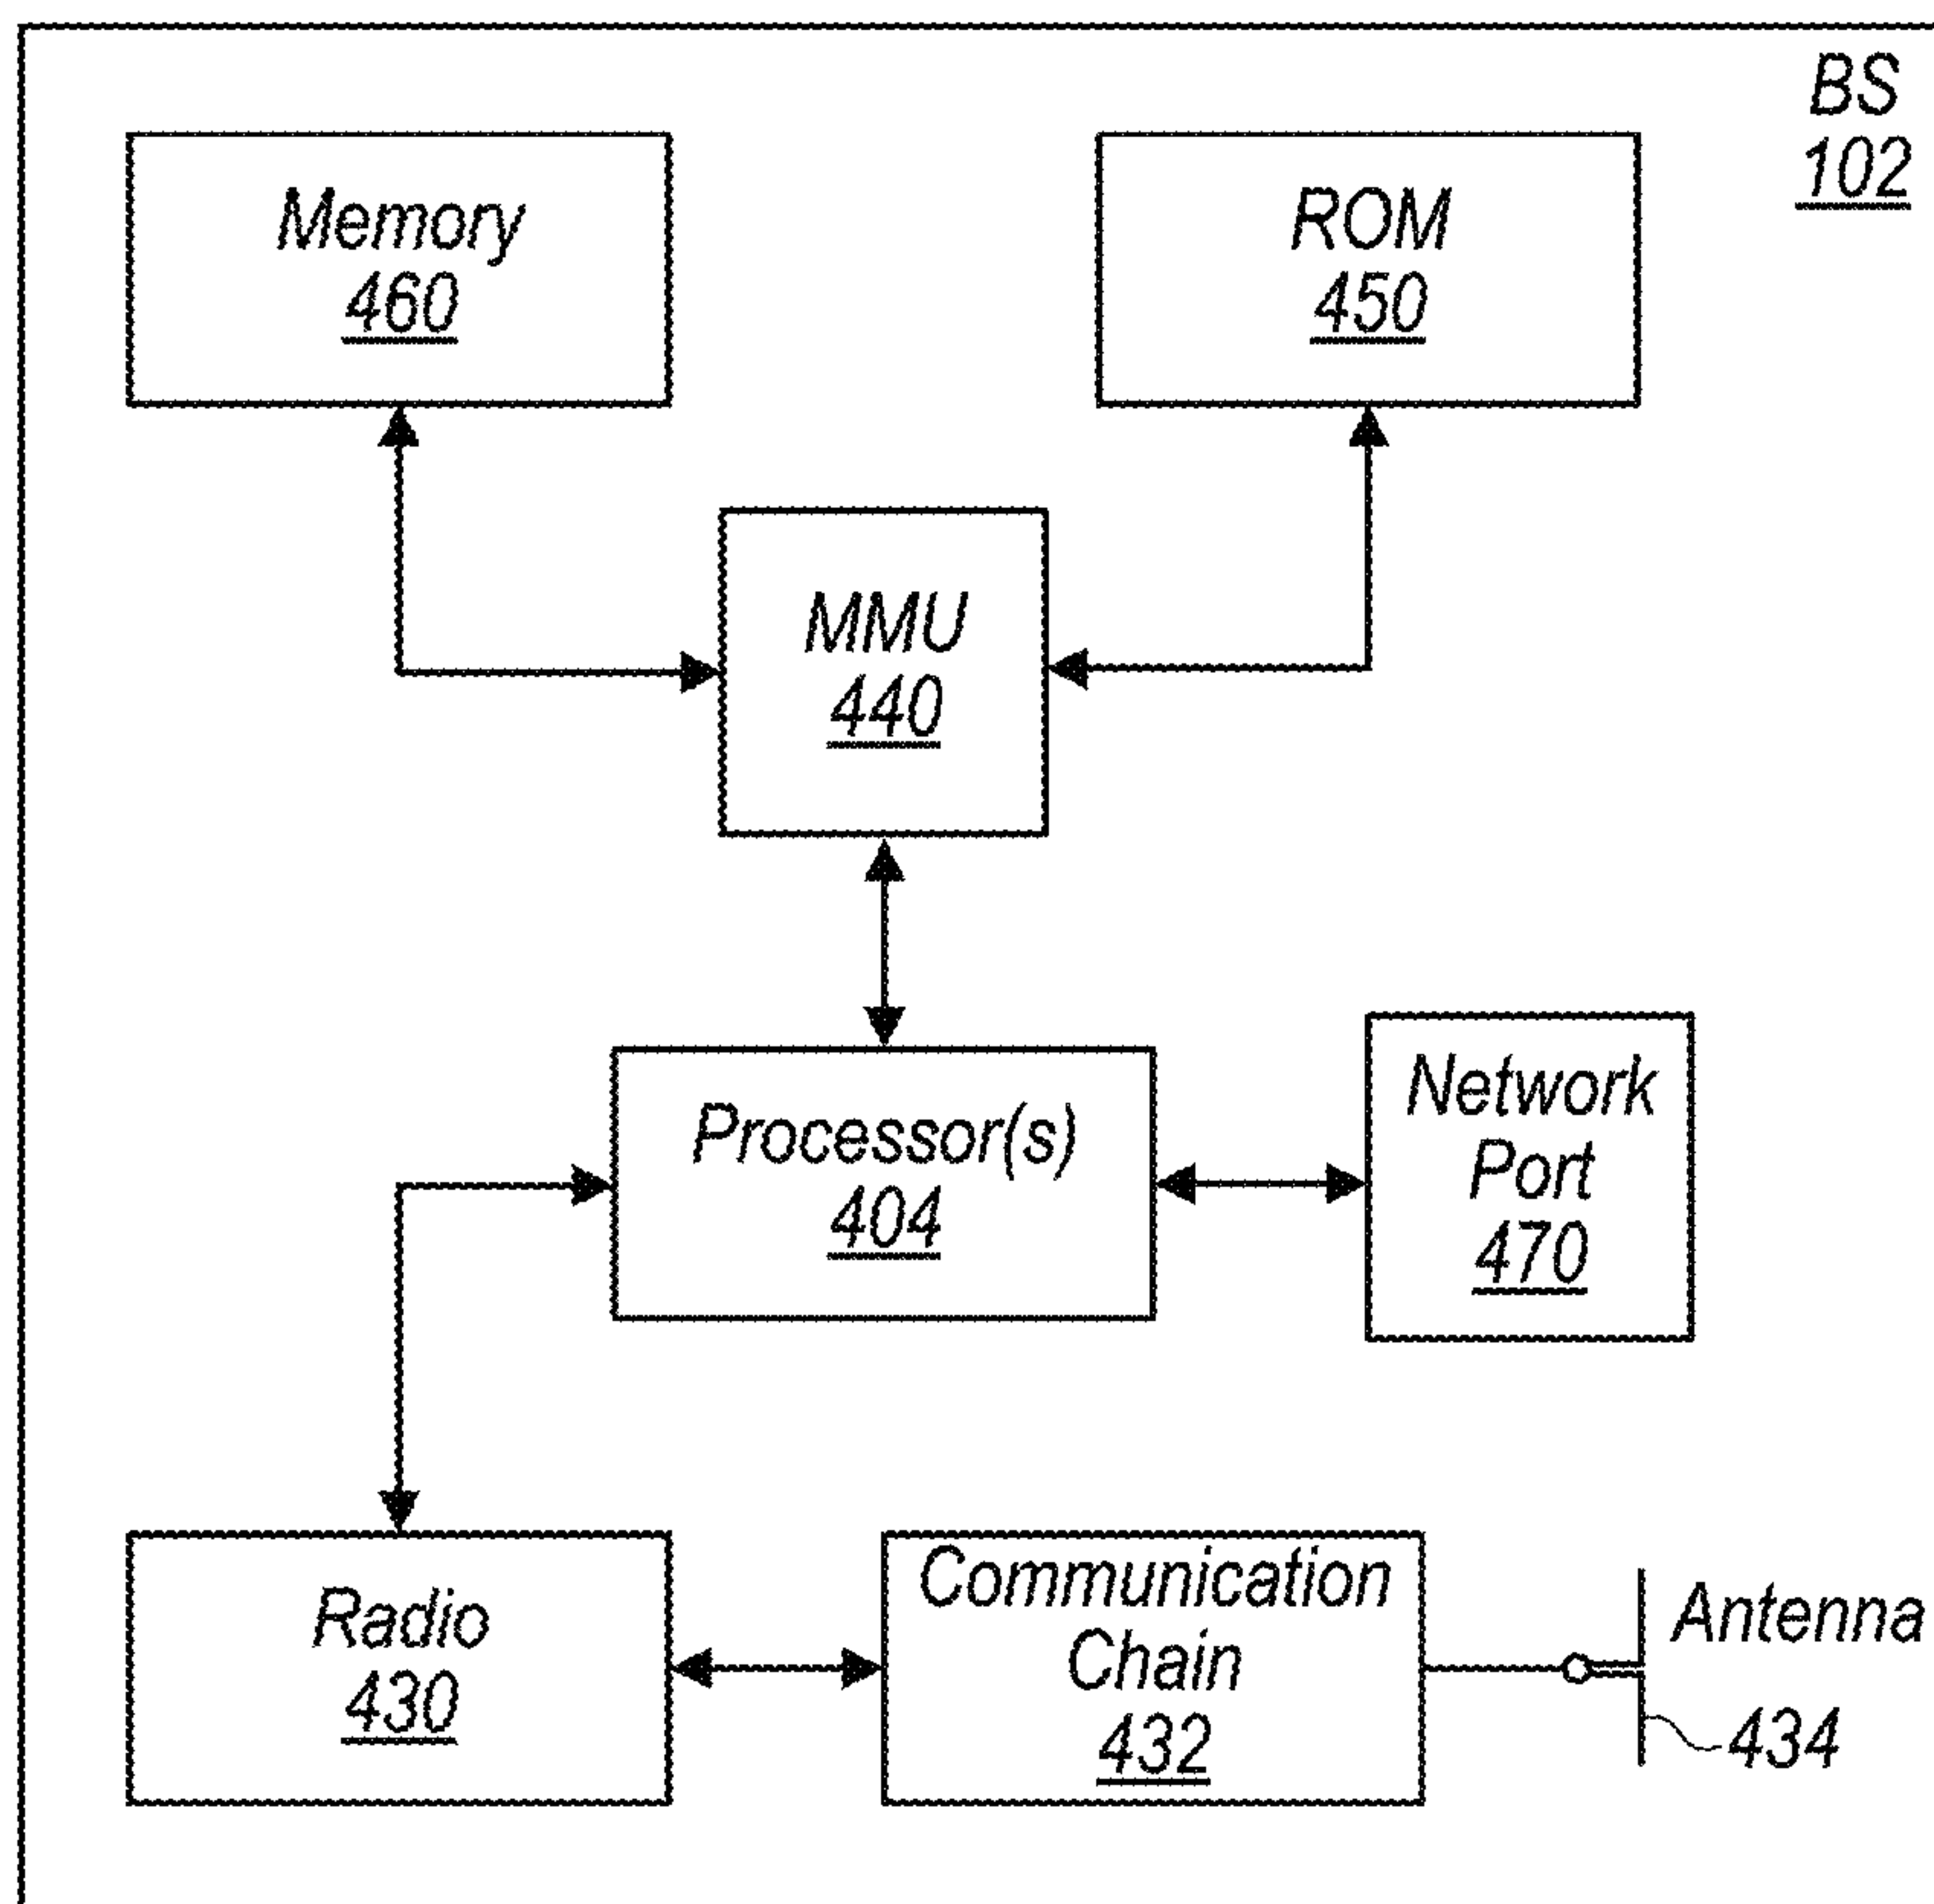 BS
102
Memory
460
ROM
450
MMU
440
Processor(s)
404
Network
Port
470
Radio
430
Communication
Chain
432
Antenna
434